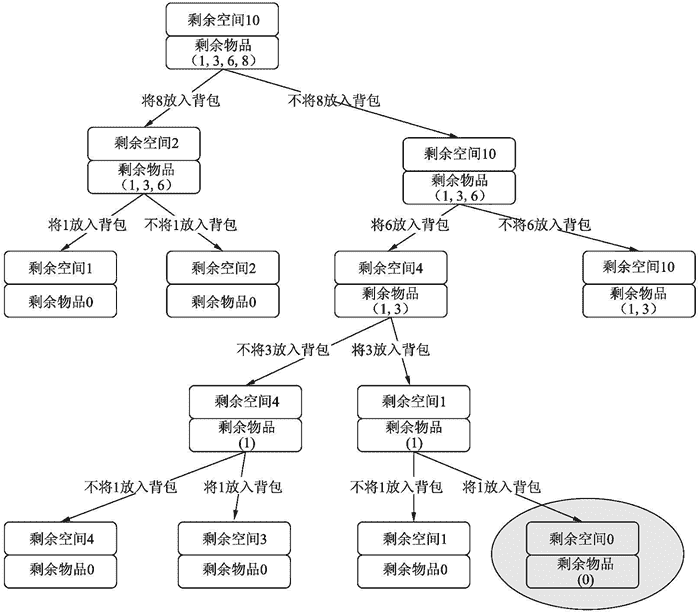 剩余空间10
剩余物品
(1, 3, 6, 8)
将8放入背包
不将8放入背包
剩余空间2
剩余物品
(1, 3, 6)
剩余空间10
剩余物品
(1, 3, 6)
将1放入背包
不将1放入背包
将6放入背包
不将6放入背包
剩余空间1
剩余物品0
剩余空间2
剩余物品0
剩余空间4
剩余物品
(1, 3)
剩余空间10
剩余物品
(1, 3)
不将3放入背包
将3放入背包
剩余空间4
剩余物品
(1)
剩余空间1
剩余物品
(1)
不将1放入背包
将1放入背包
不将1放入背包
将1放入背包
剩余空间4
剩余物品0
剩余空间3
剩余物品0
剩余空间1
剩余物品0
剩余空间0
剩余物品
(0)